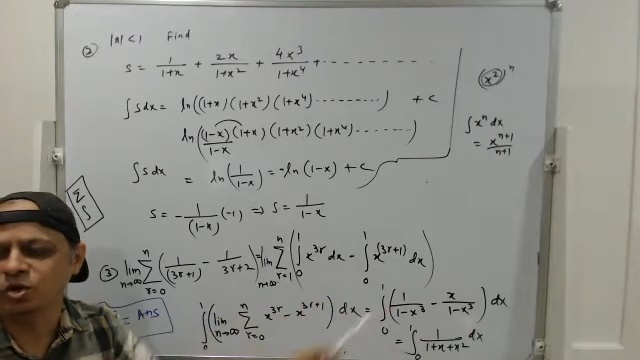 ② |x| < 1 find
S = 1/(1+x) + 2x/(1+x²) + 4x³/(1+x⁴) + --------
∫S dx = ln((1+x)(1+x²)(1+x⁴) --------) + c
ln((1-x)(1+x)(1+x²)(1+x⁴ --------)/(1-x))
∫S dx = ln(1/(1-x)) = -ln(1-x) + c
S = -1/(1-x) (-1) ⇒ S = 1/(1-x)
(x²)ⁿ
∫xⁿ dx
= xⁿ⁺¹/(n+1)
Σ
∫
③ lim n→∞ Σ r=0 n (1/(3r+1) - 1/(3r+2)) = lim n→∞ Σ r=1 n (∫₀¹ x³ʳ dx - ∫₀¹ x^(3r+1) dx)
= Ans
∫₀¹ (lim n→∞ Σ r=0 n x³ʳ - x³ʳ⁺¹) dx = ∫₀¹ (1/(1-x³) - x/(1-x³)) dx
= ∫₀¹ 1/(1+x+x²) dx